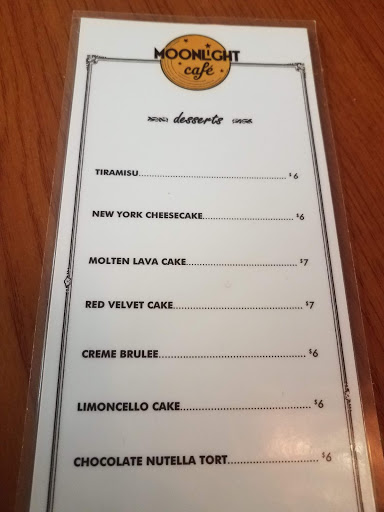 MOONLIGHT
café
desserts
TIRAMISU.......................................................$6
NEW YORK CHEESECAKE..................................$6
MOLTEN LAVA CAKE.........................................$7
RED VELVET CAKE...............................................$7
CREME BRULEE.....................................................$6
LIMONCELLO CAKE..............................................$6
CHOCOLATE NUTELLA TORT...............................$6